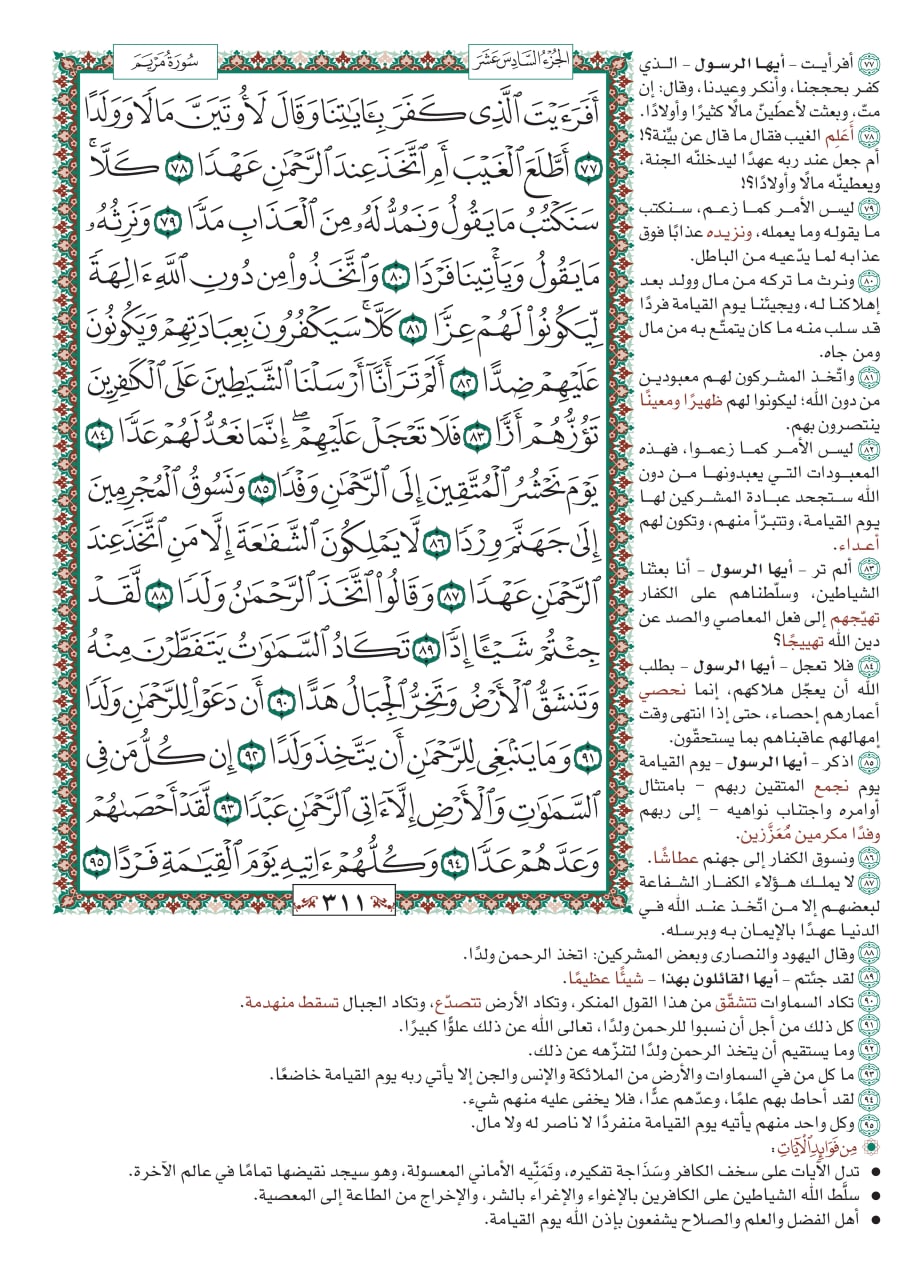 سُورَةُ مَرْيَمَ
الجُزْءُ السَّادِسَ عَشَرَ
أَفَرَءَيْتَ ٱلَّذِى كَفَرَ بِـَٔايَـٰتِنَا وَقَالَ لَأُوتَيَنَّ مَالًا وَوَلَدًا
٧٧ أَطَّلَعَ ٱلْغَيْبَ أَمِ ٱتَّخَذَ عِندَ ٱلرَّحْمَـٰنِ عَهْدًا ٧٨ كَلَّا ۚ
سَنَكْتُبُ مَا يَقُولُ وَنَمُدُّ لَهُۥ مِنَ ٱلْعَذَابِ مَدًّا ٧٩ وَنَرِثُهُۥ
مَا يَقُولُ وَيَأْتِينَا فَرْدًا ٨٠ وَٱتَّخَذُوا۟ مِن دُونِ ٱللَّهِ ءَالِهَةً
لِّيَكُونُوا۟ لَهُمْ عِزًّا ٨١ كَلَّا ۚ سَيَكْفُرُونَ بِعِبَادَتِهِمْ وَيَكُونُونَ
عَلَيْهِمْ ضِدًّا ٨٢ أَلَمْ تَرَ أَنَّآ أَرْسَلْنَا ٱلشَّيَـٰطِينَ عَلَى ٱلْكَـٰفِرِينَ
تَؤُزُّهُمْ أَزًّا ٨٣ فَلَا تَعْجَلْ عَلَيْهِمْ ۖ إِنَّمَا نَعُدُّ لَهُمْ عَدًّا ٨٤
يَوْمَ نَحْشُرُ ٱلْمُتَّقِينَ إِلَى ٱلرَّحْمَـٰنِ وَفْدًا ٨٥ وَنَسُوقُ ٱلْمُجْرِمِينَ
إِلَىٰ جَهَنَّمَ وِرْدًا ٨٦ لَّا يَمْلِكُونَ ٱلشَّفَـٰعَةَ إِلَّا مَنِ ٱتَّخَذَ عِندَ
ٱلرَّحْمَـٰنِ عَهْدًا ٨٧ وَقَالُوا۟ ٱتَّخَذَ ٱلرَّحْمَـٰنُ وَلَدًا ٨٨ لَّقَدْ
جِئْتُمْ شَيْـًٔا إِدًّا ٨٩ تَكَادُ ٱلسَّمَـٰوَٰتُ يَتَفَطَّرْنَ مِنْهُ
وَتَنشَقُّ ٱلْأَرْضُ وَتَخِرُّ ٱلْجِبَالُ هَدًّا ٩٠ أَن دَعَوْا۟ لِلرَّحْمَـٰنِ وَلَدًا
٩١ وَمَا يَنۢبَغِى لِلرَّحْمَـٰنِ أَن يَتَّخِذَ وَلَدًا ٩٢ إِن كُلُّ مَن فِى
ٱلسَّمَـٰوَٰتِ وَٱلْأَرْضِ إِلَّآ ءَاتِى ٱلرَّحْمَـٰنِ عَبْدًا ٩٣ لَّقَدْ أَحْصَىٰهُمْ
وَعَدَّهُمْ عَدًّا ٩٤ وَكُلُّهُمْ ءَاتِيهِ يَوْمَ ٱلْقِيَـٰمَةِ فَرْدًا ٩٥
٣١١
٧٧ أفرأيت - أيها الرسول - الذي
كفر بحججنا، وأنكر وعيدنا، وقال: إن
متّ، وبعثت لأعطَينّ مالًا كثيرًا وأولادًا.
٧٨ أَعَلِم الغيب فقال ما قال عن بيِّنة؟!
أم جعل عند ربه عهدًا ليدخلنّه الجنة،
ويعطينّه مالًا وأولادًا؟!
٧٩ ليس الأمر كما زعم، سنكتب
ما يقوله وما يعمله، ونزيده عذابًا فوق
عذابه لما يدّعيه من الباطل.
٨٠ ونرث ما تركه من مال وولد بعد
إهلاكنا له، ويجيئنا يوم القيامة فردًا
قد سلب منه ما كان يتمتّع به من مال
ومن جاه.
٨١ واتّخذ المشركون لهم معبودين
من دون الله؛ ليكونوا لهم ظهيرًا ومعينًا
ينتصرون بهم.
٨٢ ليس الأمر كما زعموا، فهذه
المعبودات التي يعبدونها من دون
الله ستجحد عبادة المشركين لها
يوم القيامة، وتتبرّأ منهم، وتكون لهم
أعداء.
٨٣ ألم تر - أيها الرسول - أنا بعثنا
الشياطين، وسلّطناهم على الكفار
تهيّجهم إلى فعل المعاصي والصد عن
دين الله تهييجًا؟
٨٤ فلا تعجل - أيها الرسول - بطلب
الله أن يعجّل هلاكهم، إنما نحصي
أعمارهم إحصاء، حتى إذا انتهى وقت
إمهالهم عاقبناهم بما يستحقّون.
٨٥ اذكر - أيها الرسول - يوم القيامة
يوم نجمع المتقين ربهم - بامتثال
أوامره واجتناب نواهيه - إلى ربهم
وفدًا مكرمين مُعَزَّزين.
٨٦ ونسوق الكفار إلى جهنم عطاشًا.
٨٧ لا يملك هؤلاء الكفار الشفاعة
لبعضهم إلا من اتّخذ عند الله في
الدنيا عهدًا بالإيمان به وبرسله.
٨٨ وقال اليهود والنصارى وبعض المشركين: اتخذ الرحمن ولدًا.
٨٩ لقد جئتم - أيها القائلون بهذا - شيئًا عظيمًا.
٩٠ تكاد السماوات تتشقّق من هذا القول المنكر، وتكاد الأرض تتصدّع، وتكاد الجبال تسقط منهدمة.
٩١ كل ذلك من أجل أن نسبوا للرحمن ولدًا، تعالى الله عن ذلك علوًّا كبيرًا.
٩٢ وما يستقيم أن يتخذ الرحمن ولدًا لتنزّهه عن ذلك.
٩٣ ما كل من في السماوات والأرض من الملائكة والإنس والجن إلا يأتي ربه يوم القيامة خاضعًا.
٩٤ لقد أحاط بهم علمًا، وعدّهم عدًّا، فلا يخفى عليه منهم شيء.
٩٥ وكل واحد منهم يأتيه يوم القيامة منفردًا لا ناصر له ولا مال.
مِن فَوَائِدِ الآيَاتِ:
• تدل الآيات على سخف الكافر وسَذَاجة تفكيره، وتَمَنِّيه الأماني المعسولة، وهو سيجد نقيضها تمامًا في عالم الآخرة.
• سلَّط الله الشياطين على الكافرين بالإغواء والإغراء بالشر، والإخراج من الطاعة إلى المعصية.
• أهل الفضل والعلم والصلاح يشفعون بإذن الله يوم القيامة.